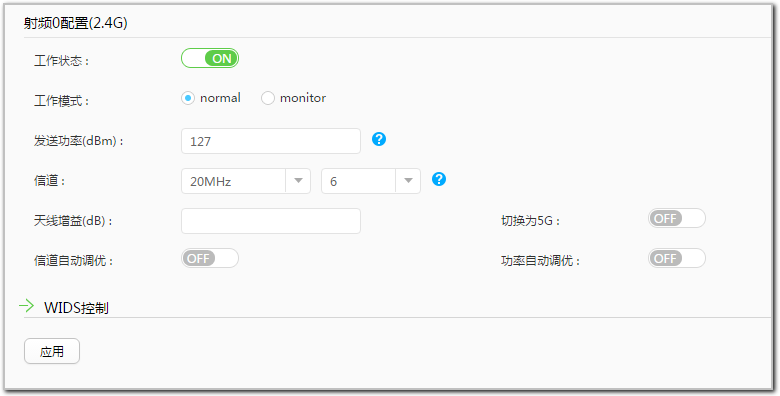 射频0配置(2.4G)
工作状态： ON
工作模式： normal monitor
发送功率(dBm)： 127 ?
信道： 20MHz 6 ?
天线增益(dB)： 切换为5G： OFF
信道自动调优： OFF 功率自动调优： OFF
WIDS控制
应用